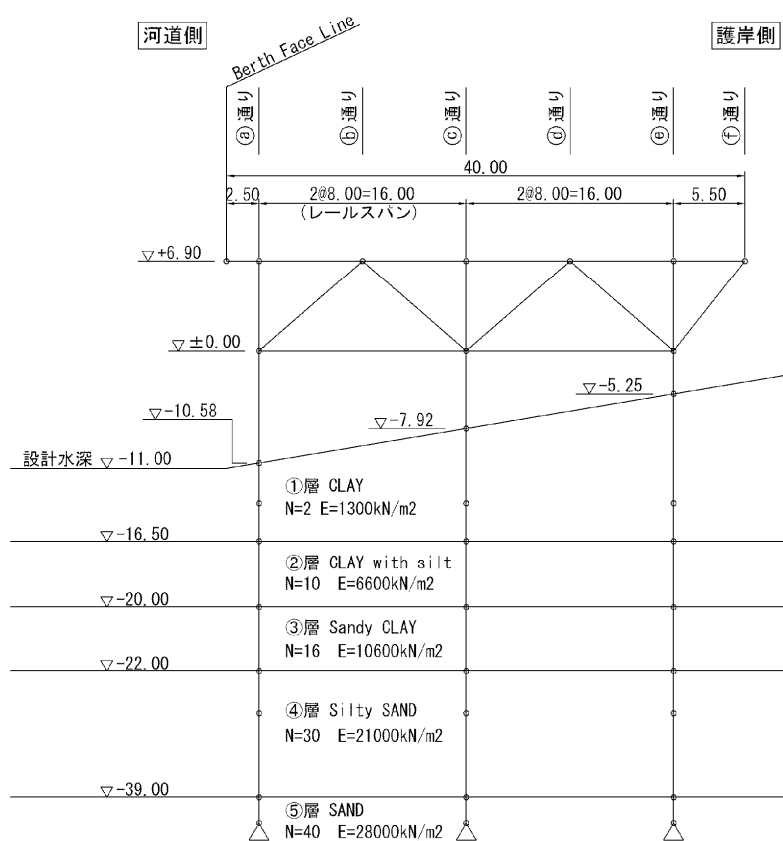 河道側
護岸側
Berth Face Line
ⓐ通り
ⓑ通り
ⓒ通り
ⓓ通り
ⓔ通り
ⓕ通り
40.00
2.50
2@8.00=16.00
2@8.00=16.00
5.50
(レールスパン)
▽+6.90
▽±0.00
▽-5.25
▽-10.58
▽-7.92
設計水深 ▽-11.00
①層 CLAY
N=2 E=1300kN/m2
▽-16.50
②層 CLAY with silt
N=10 E=6600kN/m2
▽-20.00
③層 Sandy CLAY
N=16 E=10600kN/m2
▽-22.00
④層 Silty SAND
N=30 E=21000kN/m2
▽-39.00
⑤層 SAND
N=40 E=28000kN/m2